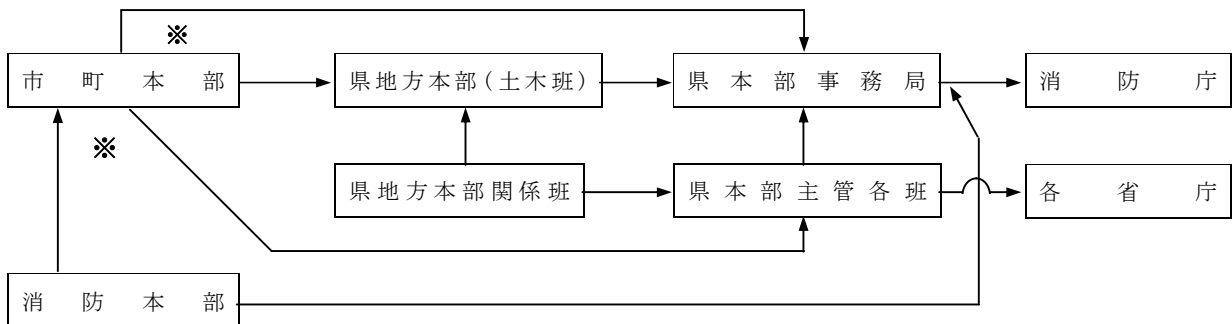 ※
市町本部
県地方本部(土木班)
県本部事務局
消防庁
※
県地方本部関係班
県本部主管各班
各省庁
消防本部